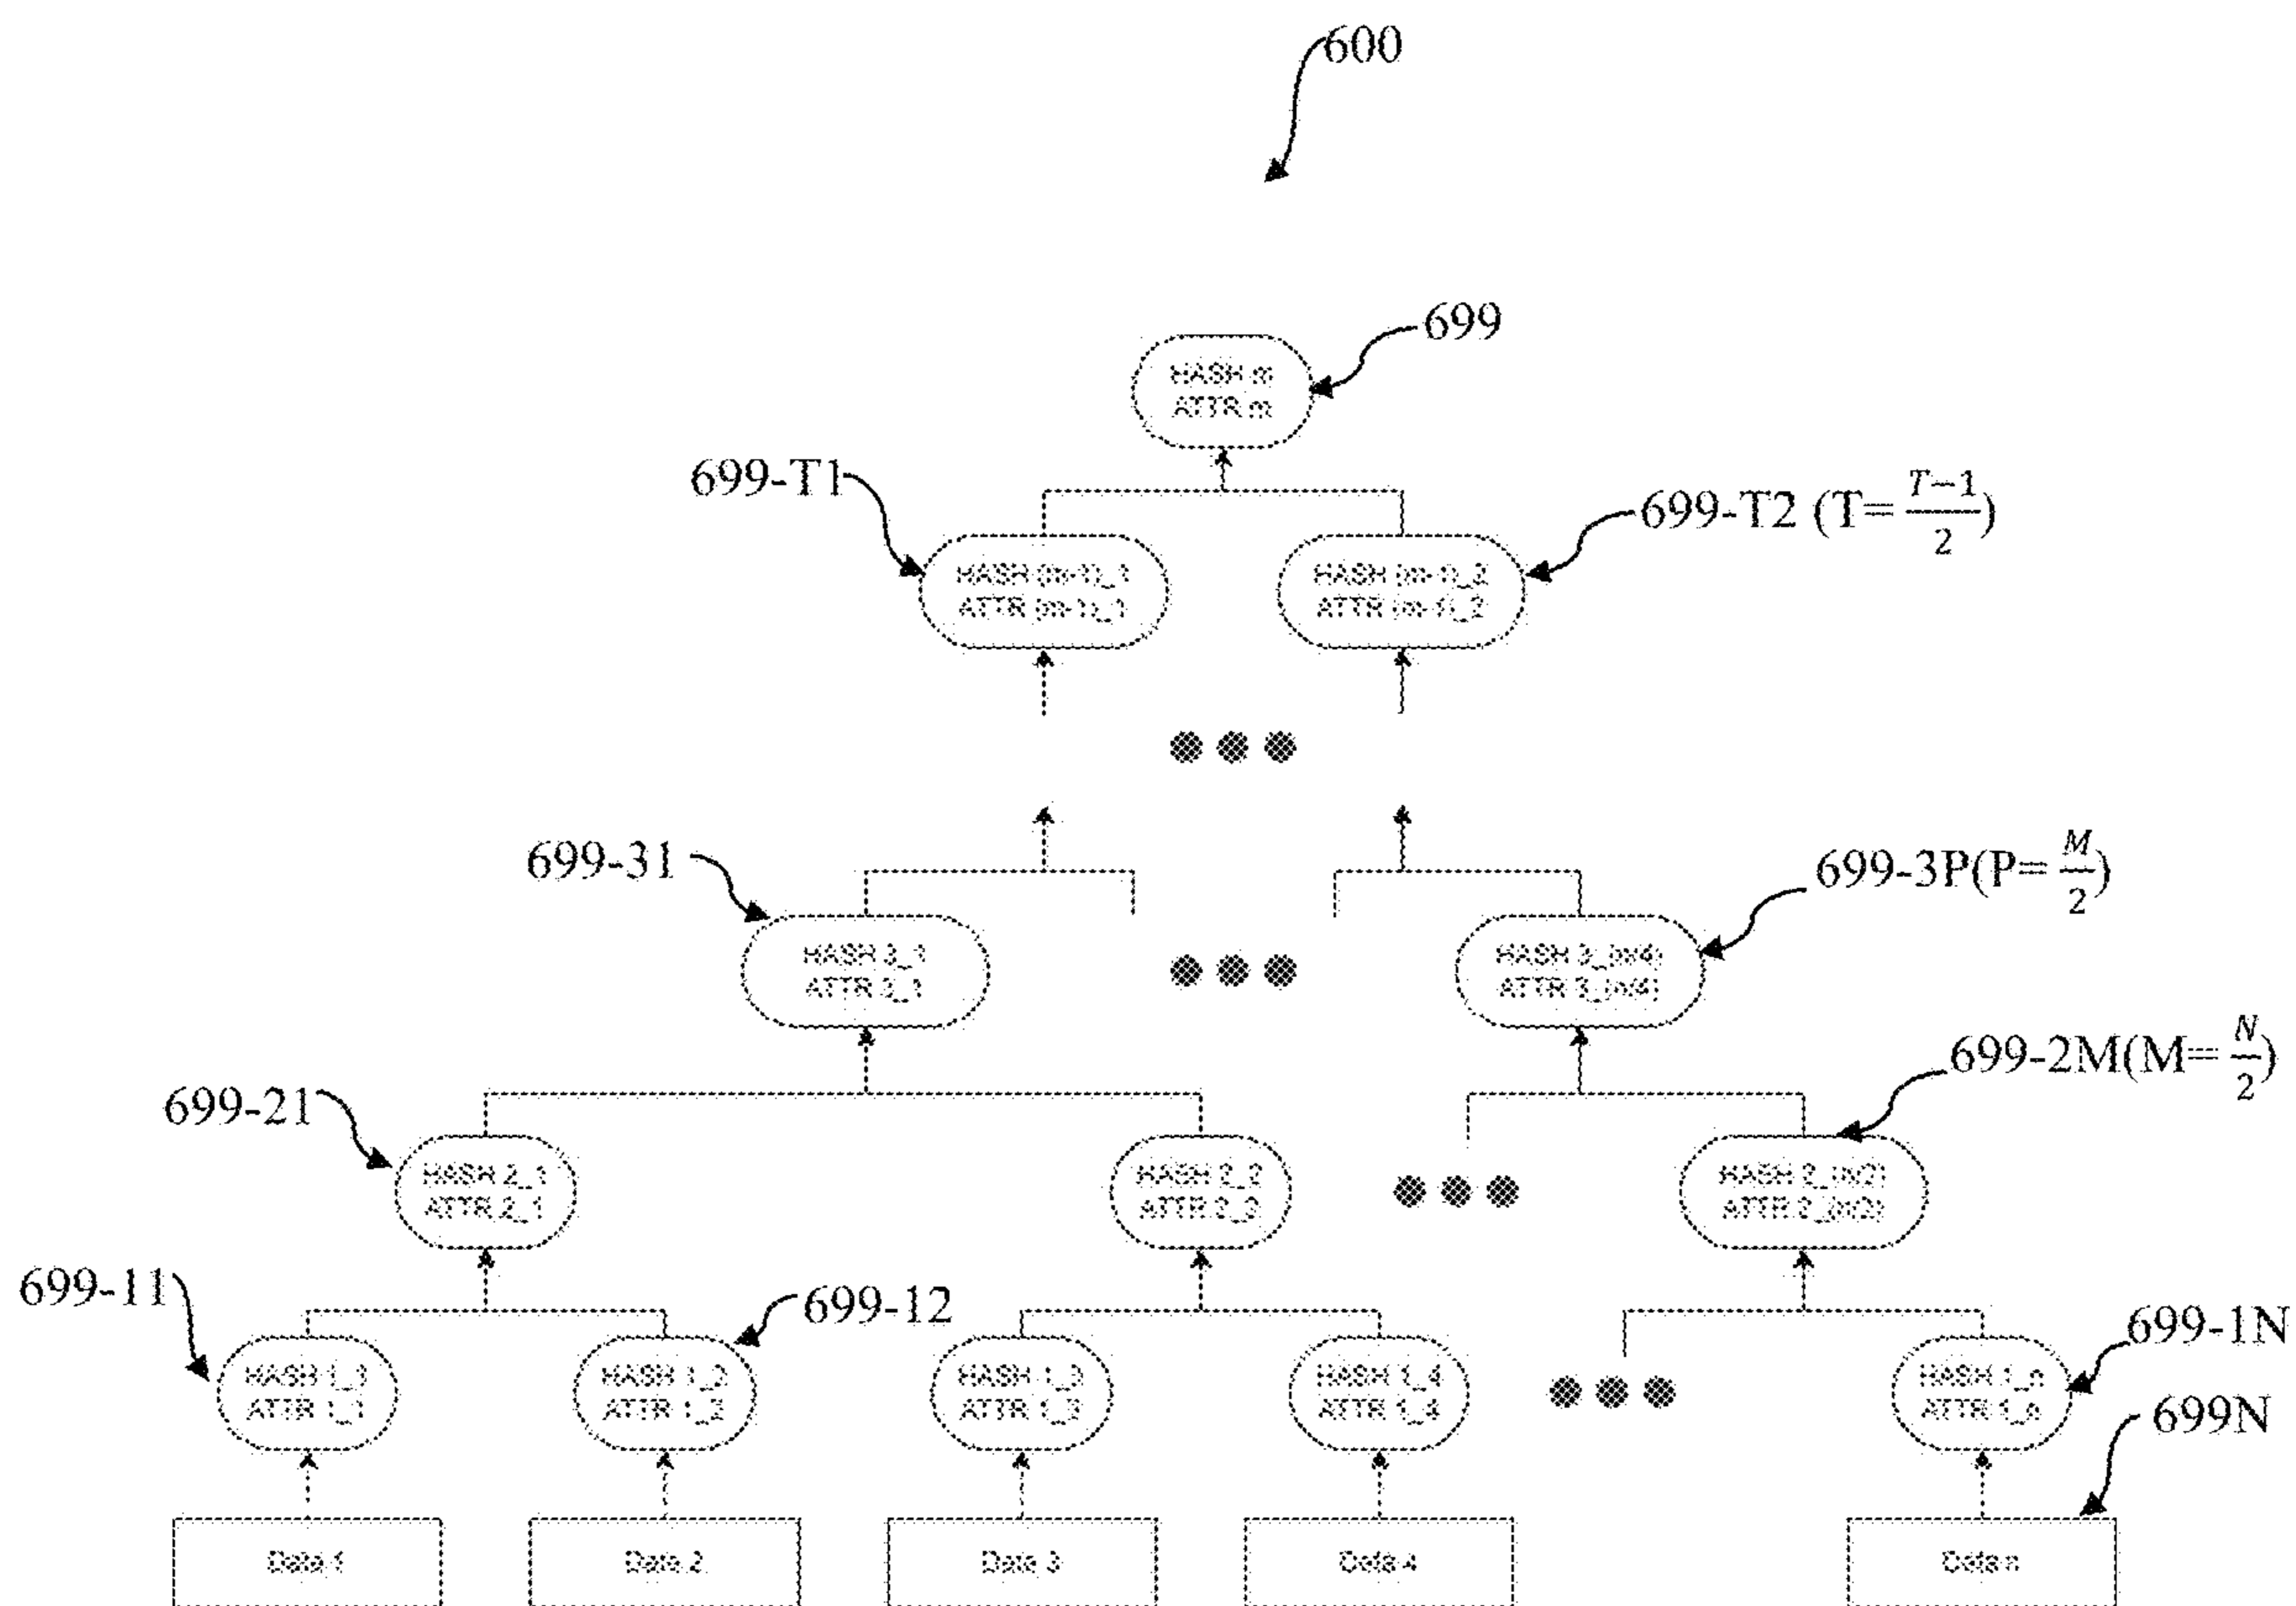 600
699
HASH m
ATTR m
699-T1
699-T2 (T= T-1/2)
HASH (m-1)_1
ATTR (m-1)_1
HASH (m-1)_2
ATTR (m-1)_2
699-31
699-3P(P= M/2)
HASH 3_1
ATTR 3_1
HASH 3_(n/4)
ATTR 3_(n/4)
699-2M(M= N/2)
699-21
HASH 2_1
ATTR 2_1
HASH 2_2
ATTR 2_2
HASH 2_(n/2)
ATTR 2_(n/2)
699-11
699-12
699-1N
HASH 1_1
ATTR 1_1
HASH 1_2
ATTR 1_2
HASH 1_3
ATTR 1_3
HASH 1_4
ATTR 1_4
HASH 1_n
ATTR 1_n
699N
Data 1
Data 2
Data 3
Data 4
Data n